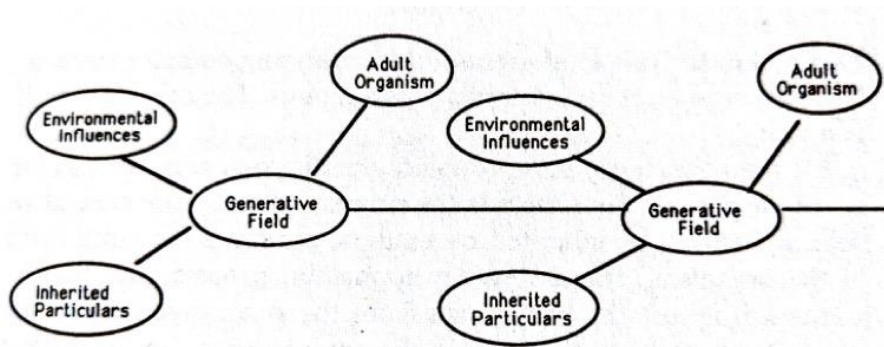 Adult
Organism
Environmental
Influences
Generative
Field
Inherited
Particulars
Adult
Organism
Environmental
Influences
Generative
Field
Inherited
Particulars